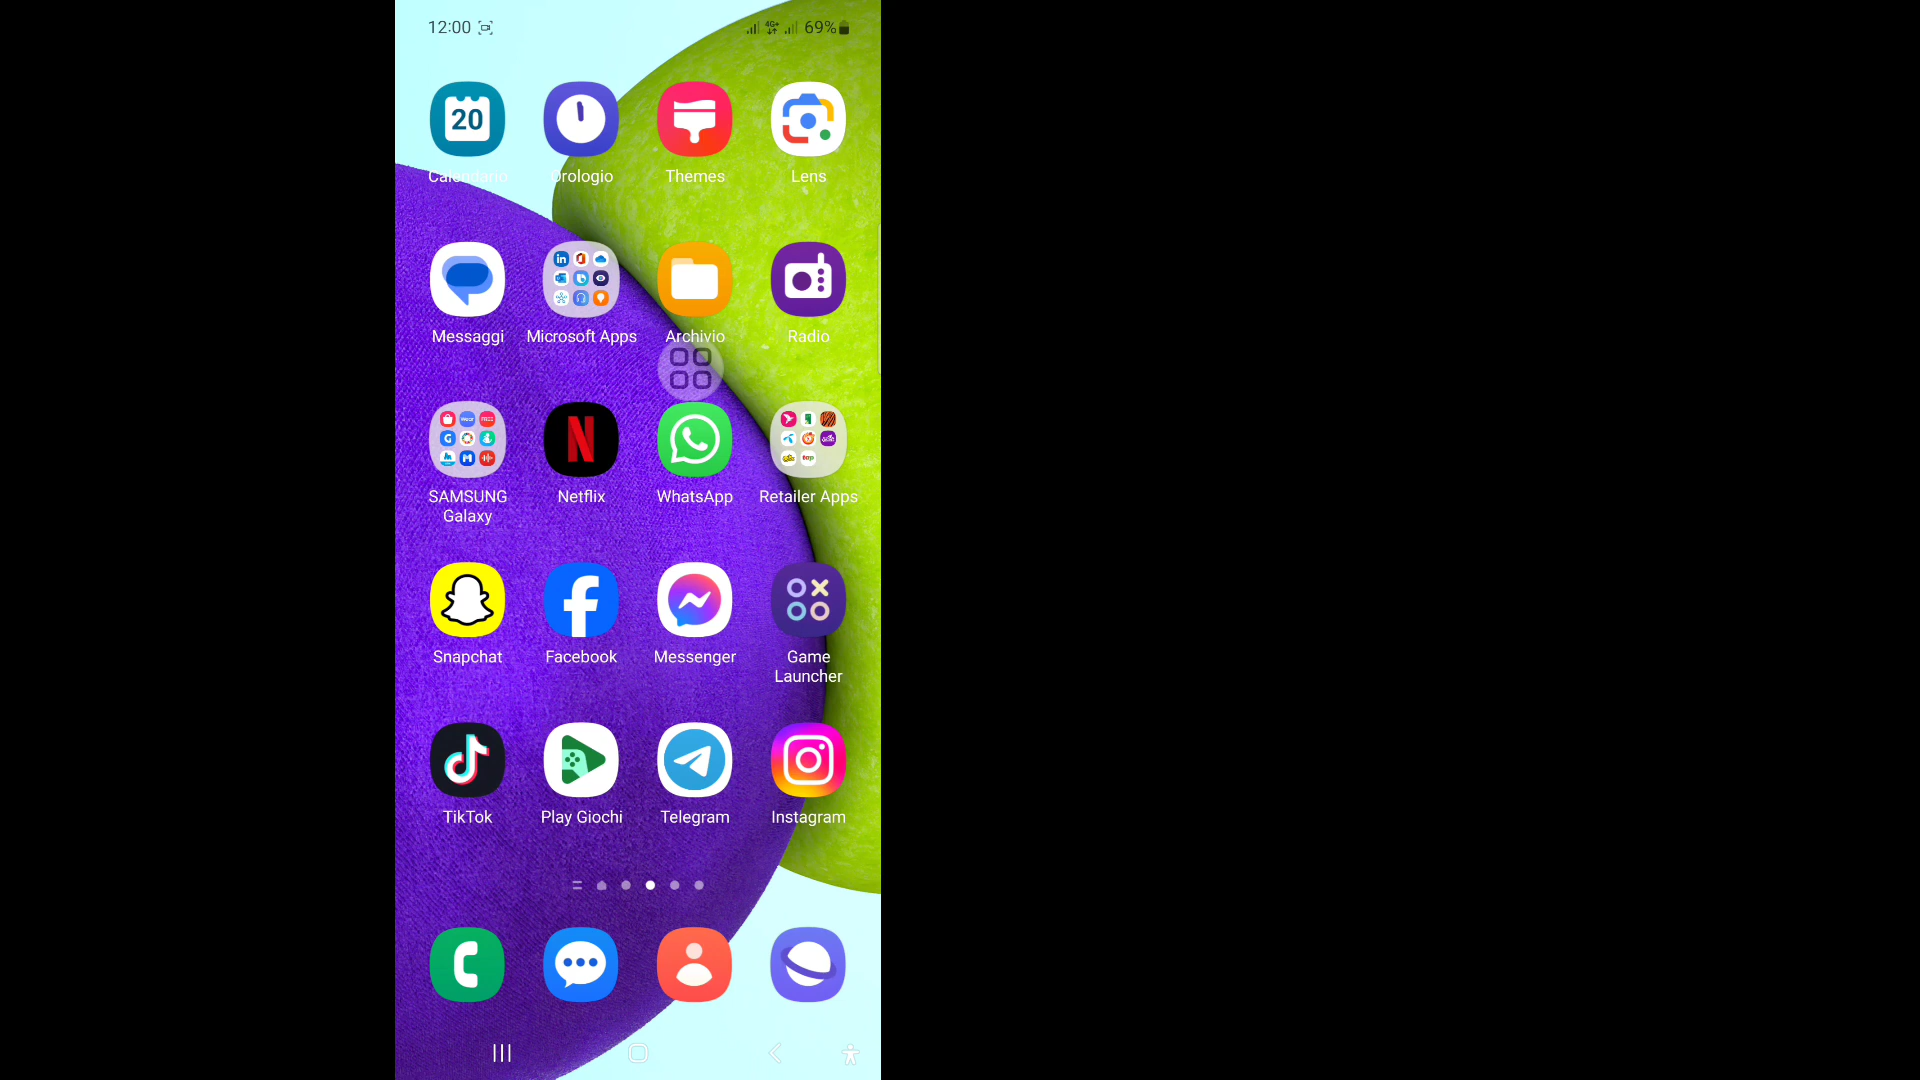 12:00
4G+
69%
20
Calendario
Orologio
Themes
Lens
Messaggi
Microsoft Apps
Archivio
Radio
SAMSUNG
Galaxy
Netflix
WhatsApp
Retailer Apps
Snapchat
Facebook
Messenger
Game
Launcher
TikTok
Play Giochi
Telegram
Instagram